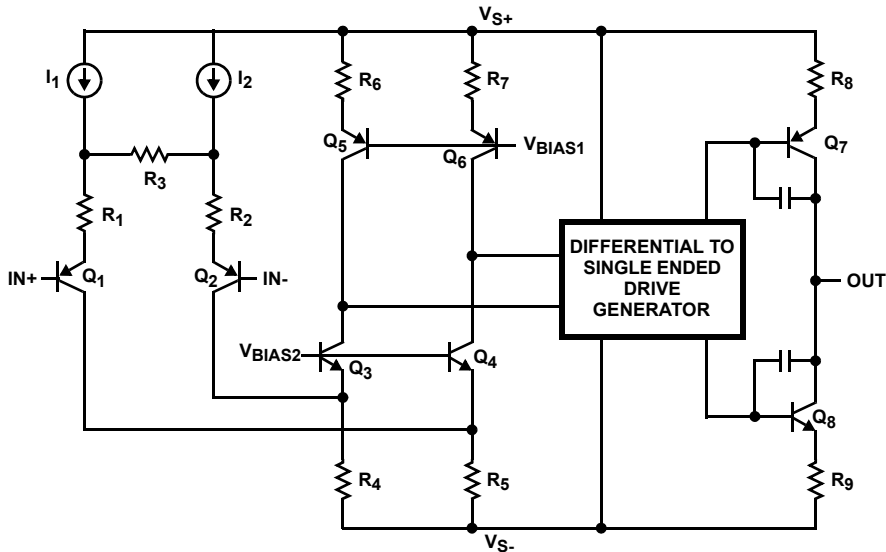 VS+
I1
I2
R6
R7
R8
Q5
Q6
VBIAS1
Q7
R3
R1
R2
IN+
Q1
Q2
IN-
DIFFERENTIAL TO
SINGLE ENDED
DRIVE
GENERATOR
OUT
VBIAS2
Q3
Q4
Q8
R4
R5
R9
VS-